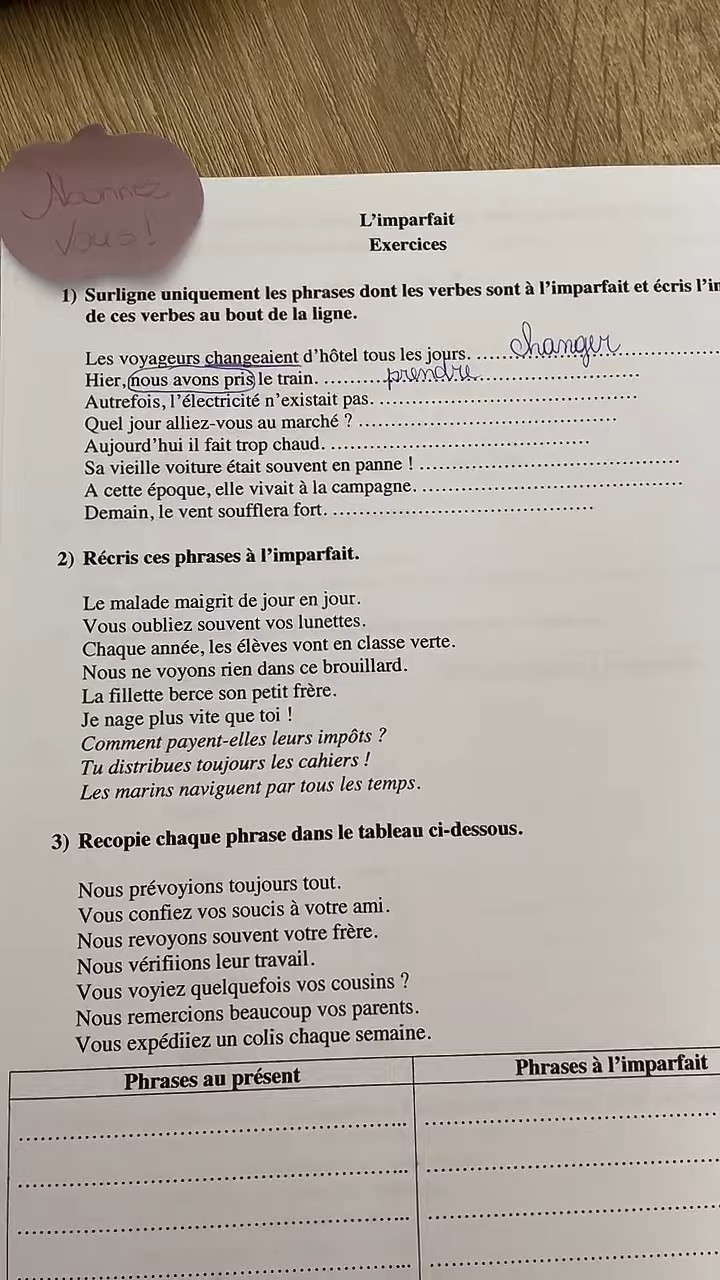 Abonnez
Vous!
L'imparfait
Exercices
1) Surligne uniquement les phrases dont les verbes sont à l'imparfait et écris l'in
de ces verbes au bout de la ligne.
Les voyageurs changeaient d'hôtel tous les jours. ..... changer .....
Hier, nous avons pris le train. ..... prendre .....
Autrefois, l'électricité n'existait pas. .....
Quel jour alliez-vous au marché ? .....
Aujourd'hui il fait trop chaud. .....
Sa vieille voiture était souvent en panne ! .....
A cette époque, elle vivait à la campagne. .....
Demain, le vent soufflera fort. .....
2) Récris ces phrases à l'imparfait.
Le malade maigrit de jour en jour.
Vous oubliez souvent vos lunettes.
Chaque année, les élèves vont en classe verte.
Nous ne voyons rien dans ce brouillard.
La fillette berce son petit frère.
Je nage plus vite que toi !
Comment payent-elles leurs impôts ?
Tu distribues toujours les cahiers !
Les marins naviguent par tous les temps.
3) Recopie chaque phrase dans le tableau ci-dessous.
Nous prévoyions toujours tout.
Vous confiez vos soucis à votre ami.
Nous revoyons souvent votre frère.
Nous vérifiions leur travail.
Vous voyiez quelquefois vos cousins ?
Nous remercions beaucoup vos parents.
Vous expédiiez un colis chaque semaine.
Phrases au présent Phrases à l'imparfait